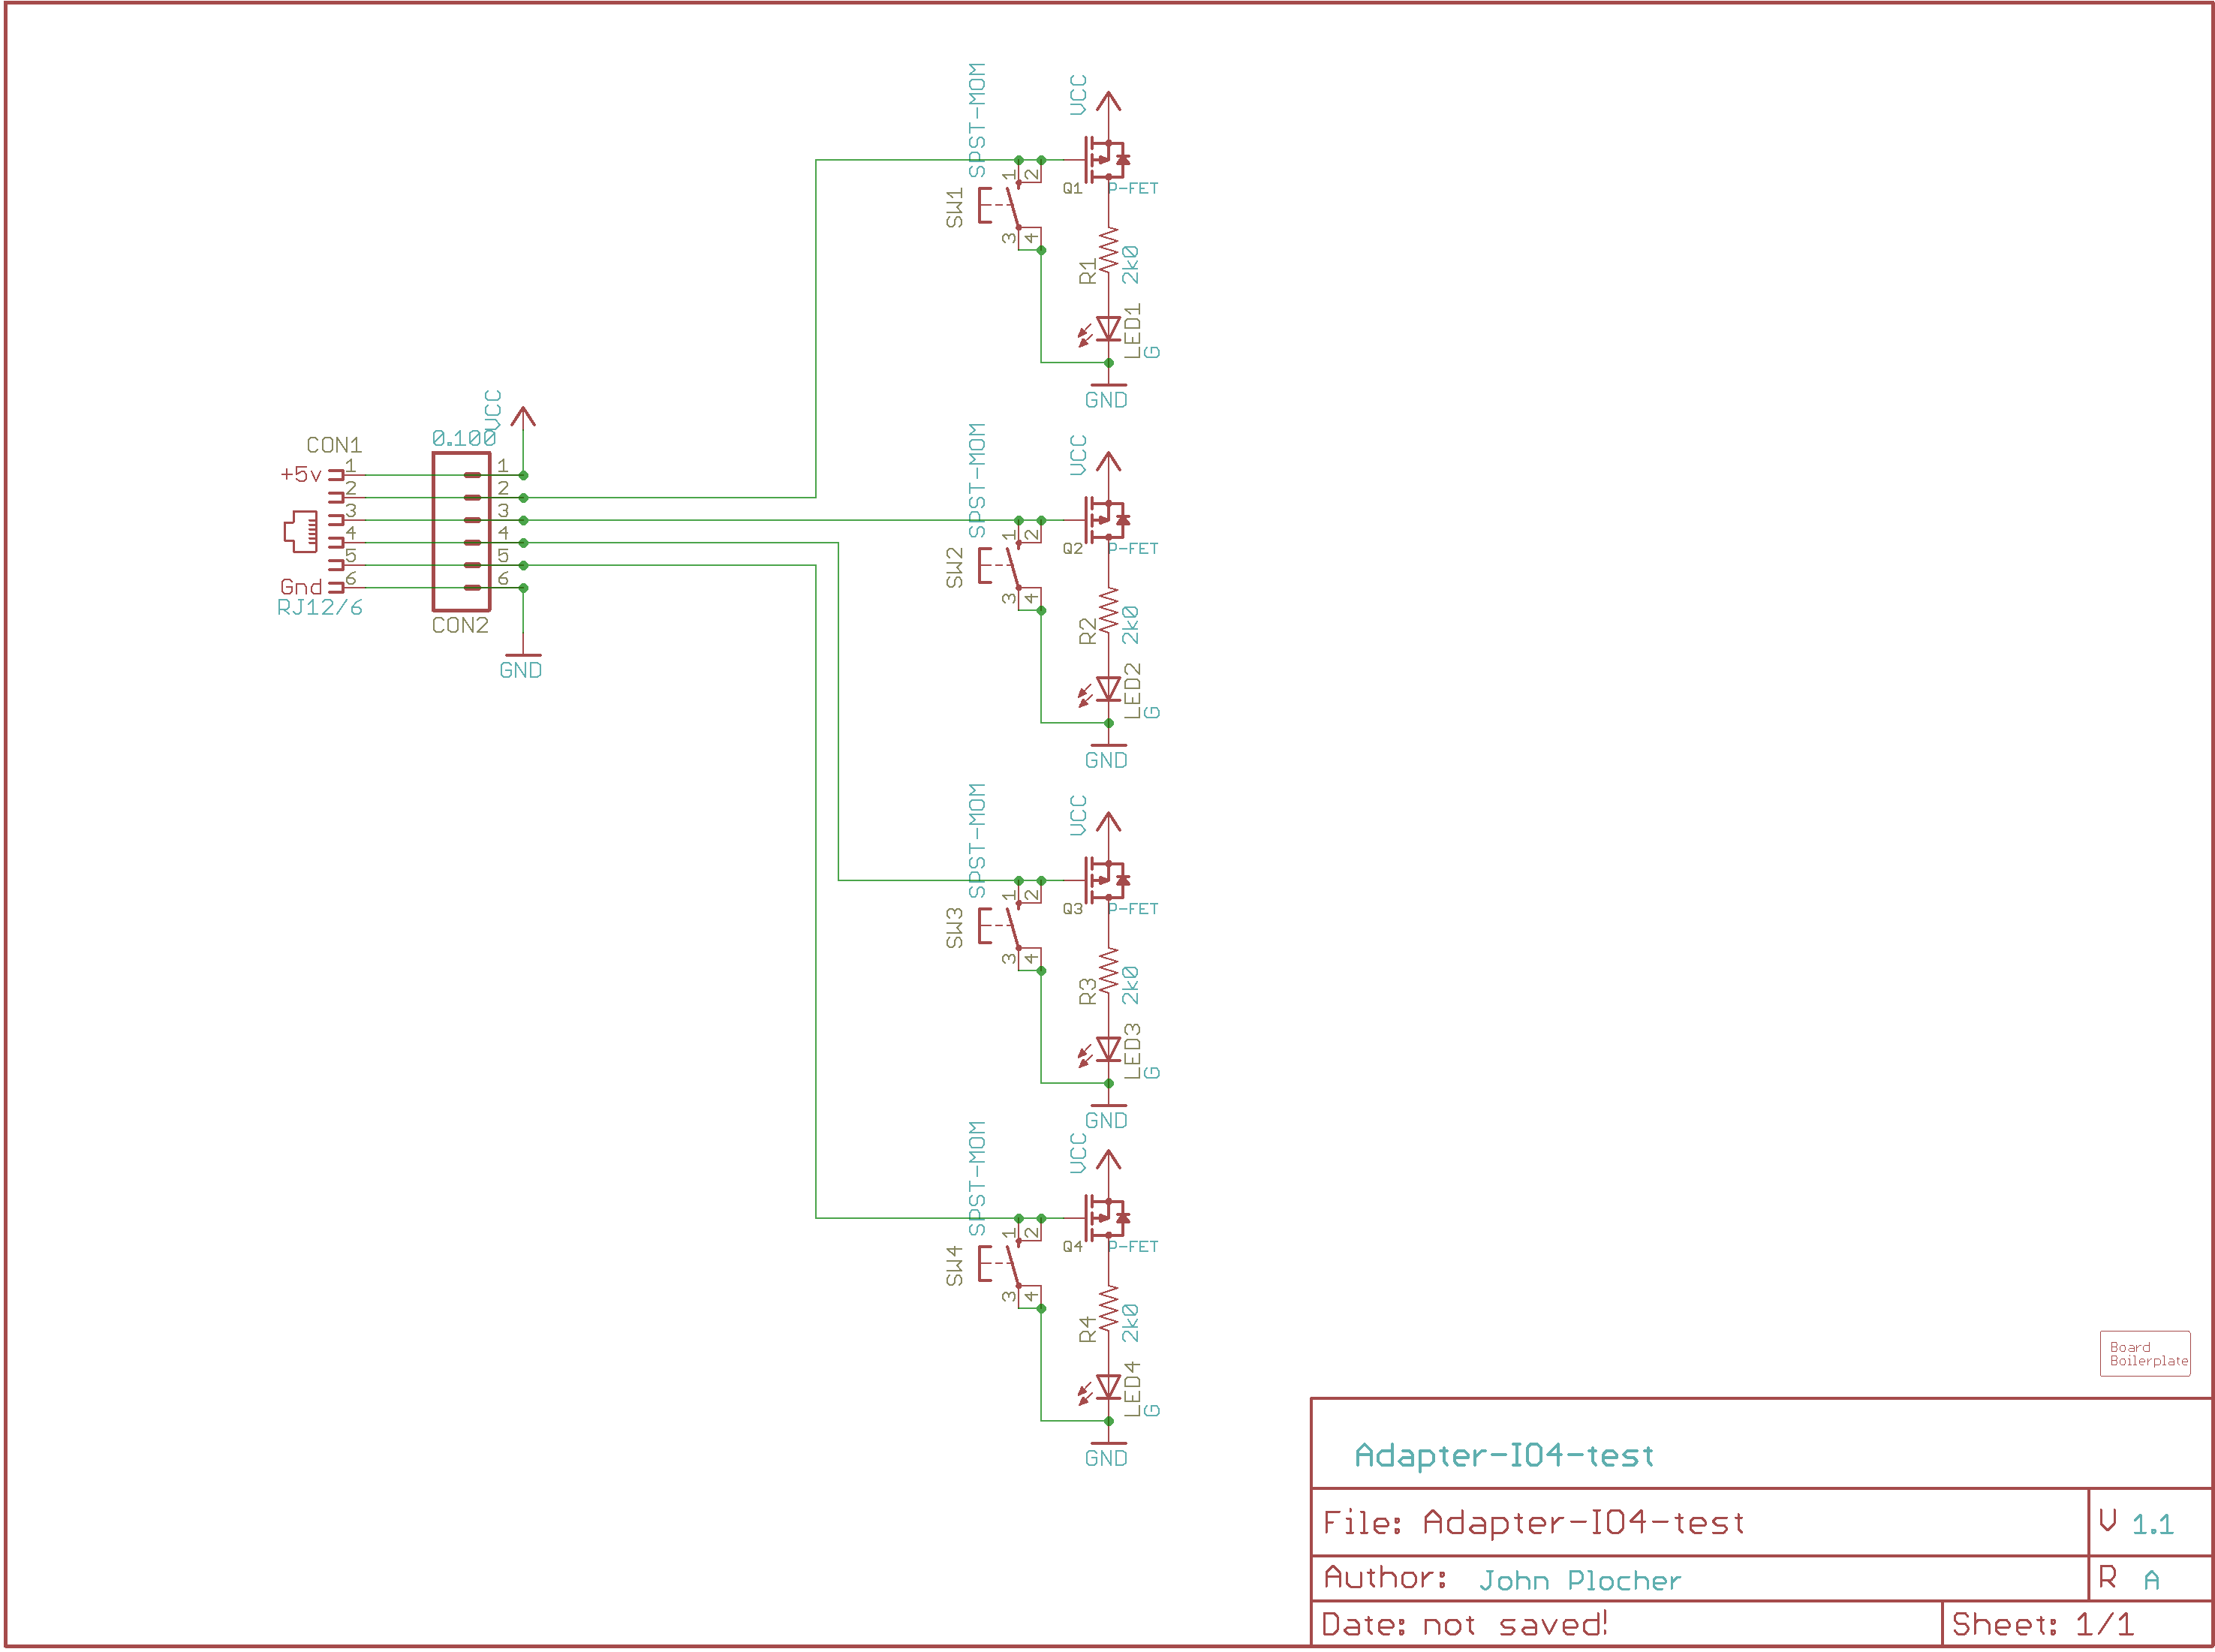 CON1
+5v
1
2
3
4
5
6
Gnd
RJ12/6
0.100
VCC
1
2
3
4
5
6
CON2
GND
SPST-MOM
VCC
SW1
1
2
3
4
Q1
P-FET
R1
2k0
LED1
G
GND
SPST-MOM
VCC
SW2
1
2
3
4
Q2
P-FET
R2
2k0
LED2
G
GND
SPST-MOM
VCC
SW3
1
2
3
4
Q3
P-FET
R3
2k0
LED3
G
GND
SPST-MOM
VCC
SW4
1
2
3
4
Q4
P-FET
R4
2k0
LED4
G
GND
Board
Boilerplate
Adapter-IO4-test
File: Adapter-IO4-test
V 1.1
Author: John Plocher
R A
Date: not saved!
Sheet: 1/1